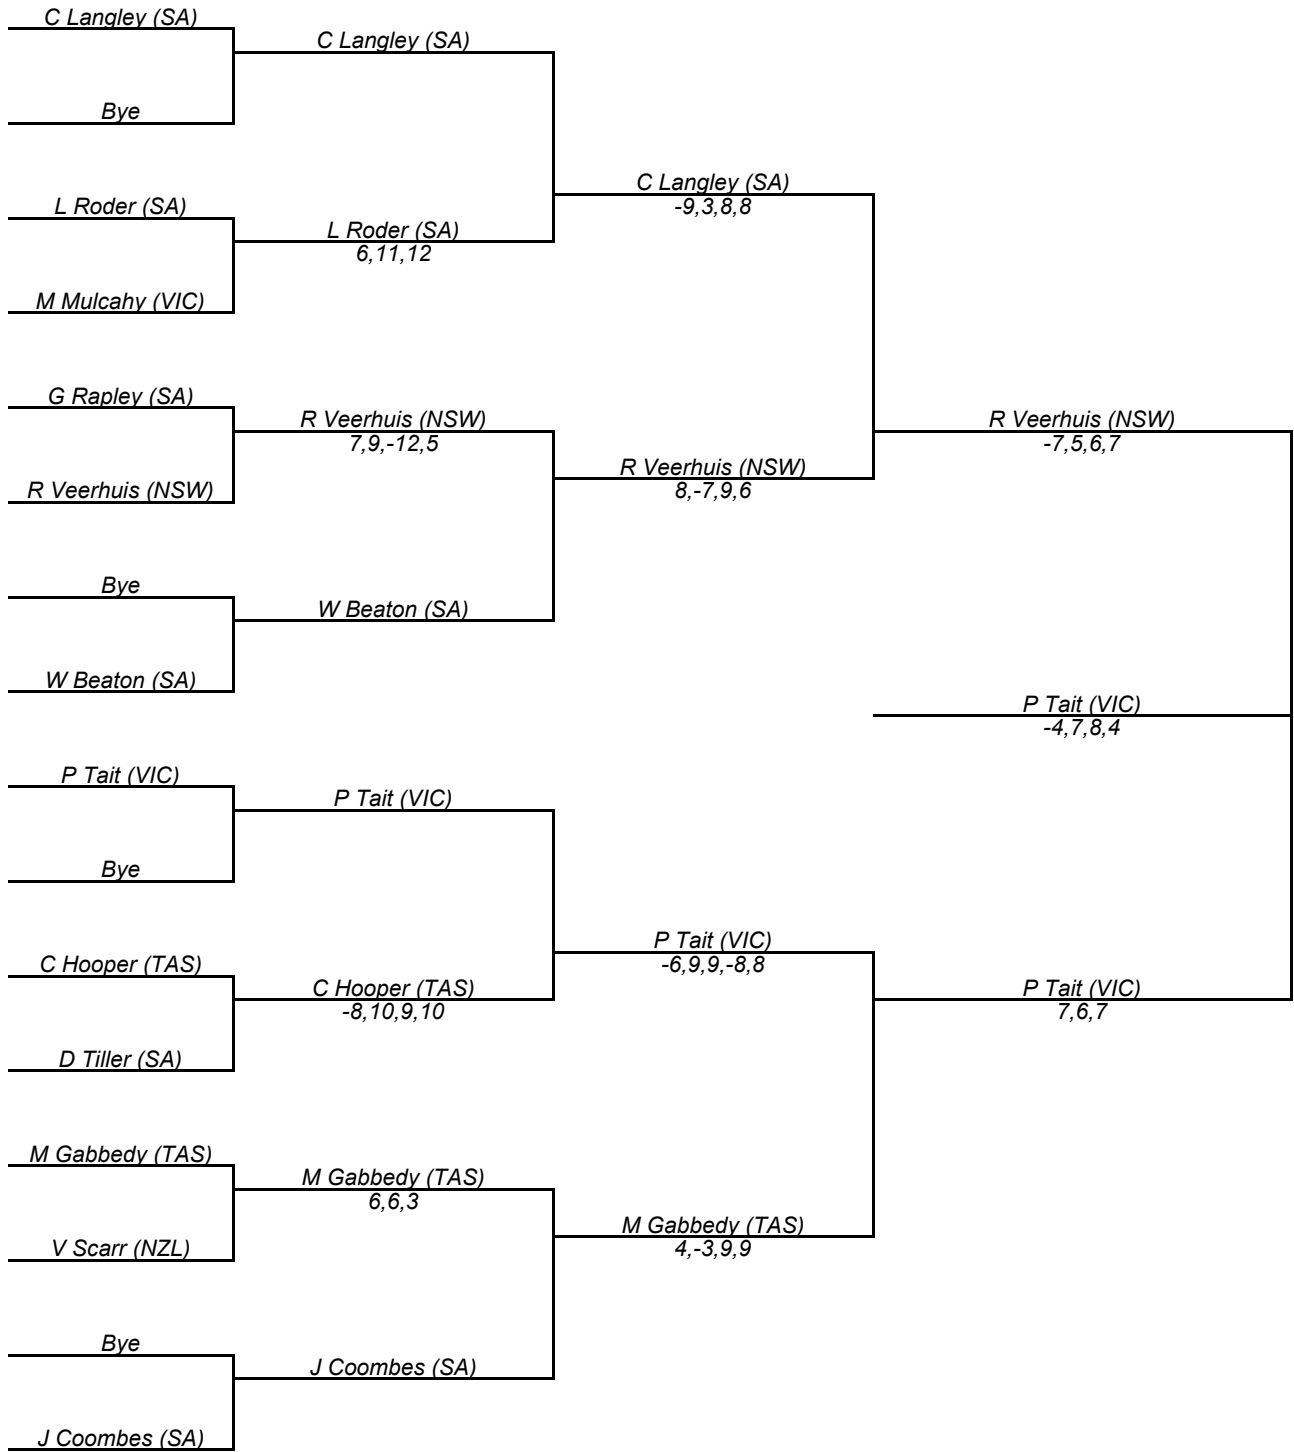 C Langley (SA)
C Langley (SA)
Bye
C Langley (SA)
-9,3,8,8
L Roder (SA)
L Roder (SA)
6,11,12
M Mulcahy (VIC)
G Rapley (SA)
R Veerhuis (NSW)
7,9,-12,5
R Veerhuis (NSW)
-7,5,6,7
R Veerhuis (NSW)
8,-7,9,6
R Veerhuis (NSW)
Bye
W Beaton (SA)
W Beaton (SA)
P Tait (VIC)
-4,7,8,4
P Tait (VIC)
P Tait (VIC)
Bye
P Tait (VIC)
-6,9,9,-8,8
C Hooper (TAS)
C Hooper (TAS)
-8,10,9,10
P Tait (VIC)
7,6,7
D Tiller (SA)
M Gabbedy (TAS)
M Gabbedy (TAS)
6,6,3
M Gabbedy (TAS)
4,-3,9,9
V Scarr (NZL)
Bye
J Coombes (SA)
J Coombes (SA)